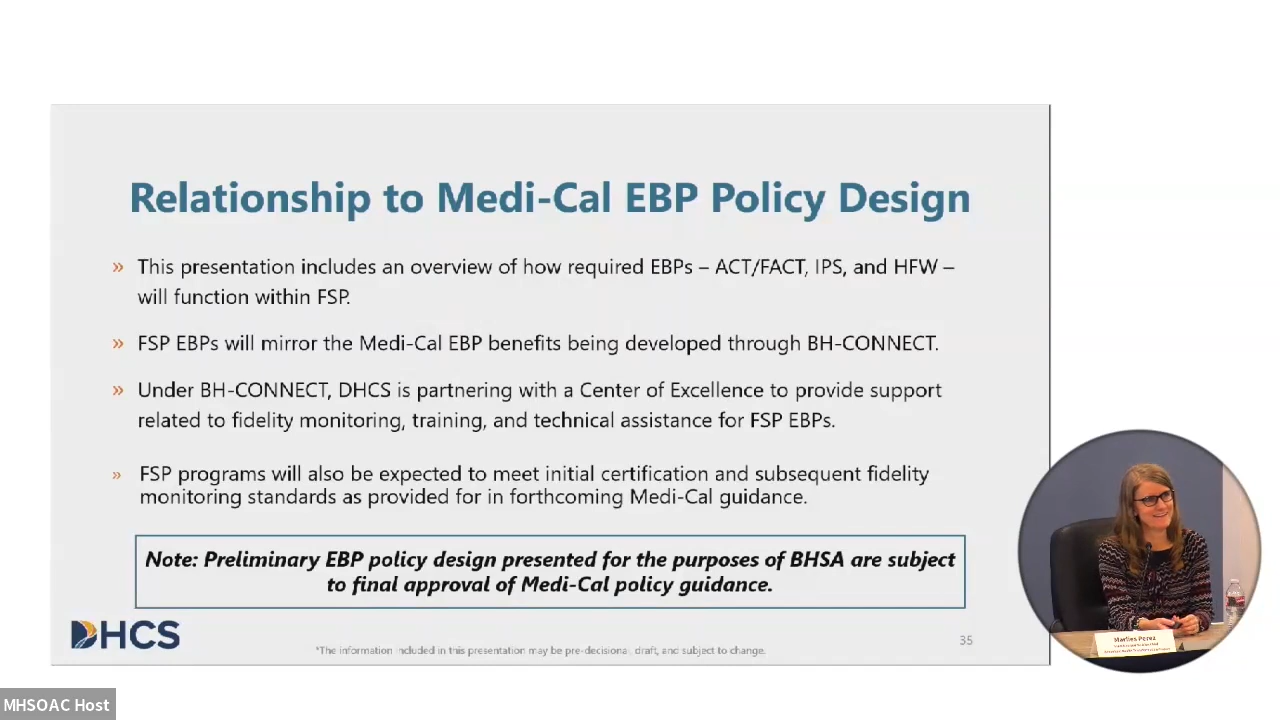 Relationship to Medi-Cal EBP Policy Design
» This presentation includes an overview of how required EBPs – ACT/FACT, IPS, and HFW –
will function within FSP.
» FSP EBPs will mirror the Medi-Cal EBP benefits being developed through BH-CONNECT.
» Under BH-CONNECT, DHCS is partnering with a Center of Excellence to provide support
related to fidelity monitoring, training, and technical assistance for FSP EBPs.
» FSP programs will also be expected to meet initial certification and subsequent fidelity
monitoring standards as provided for in forthcoming Medi-Cal guidance.
Note: Preliminary EBP policy design presented for the purposes of BHSA are subject
to final approval of Medi-Cal policy guidance.
DHCS
*The information included in this presentation may be pre-decisional, draft, and subject to change.
35
Marlies Perez
MHSOAC Host